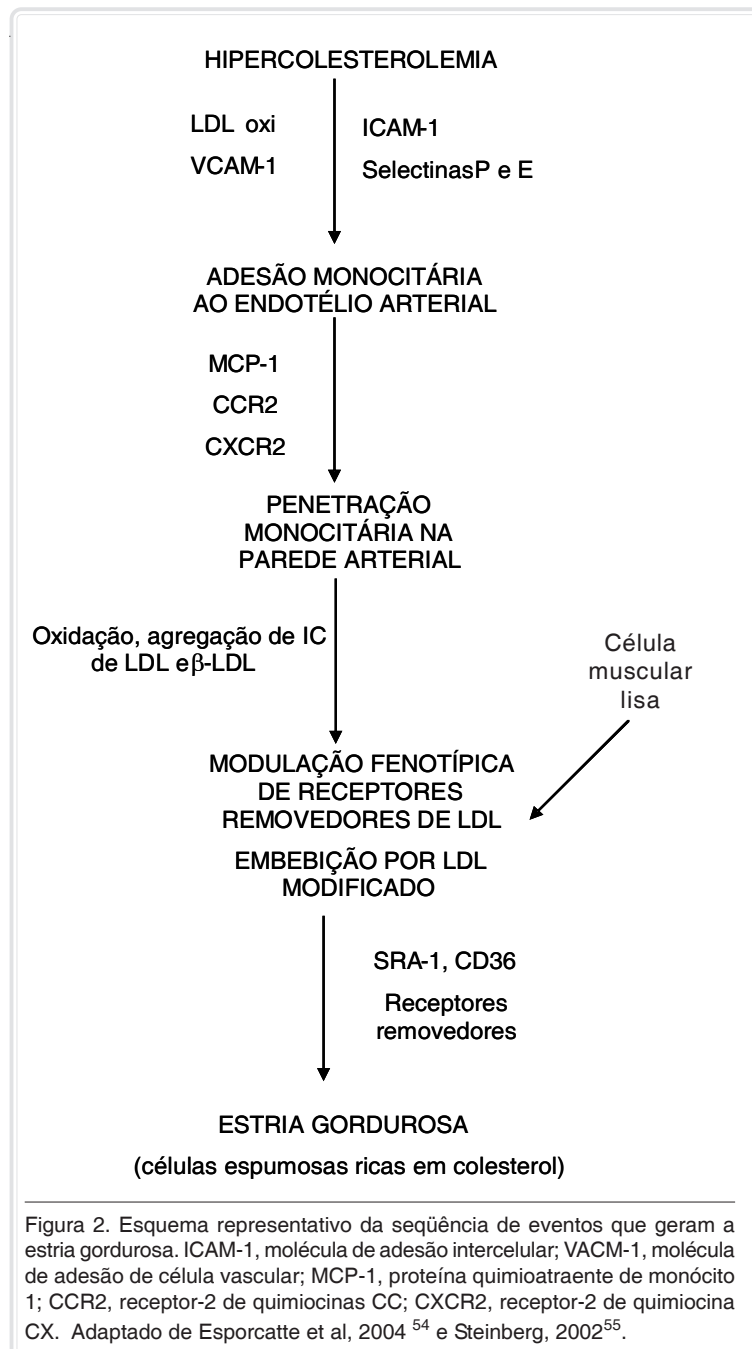 HIPERCOLESTEROLEMIA
LDL oxi
ICAM-1
VCAM-1
SelectinasP e E
ADESÃO MONOCITÁRIA
AO ENDOTÉLIO ARTERIAL
MCP-1
CCR2
CXCR2
PENETRAÇÃO
MONOCITÁRIA NA
PAREDE ARTERIAL
Oxidação, agregação de IC
de LDL eβ-LDL
Célula
muscular
lisa
MODULAÇÃO FENOTÍPICA
DE RECEPTORES
REMOVEDORES DE LDL
EMBEBIÇÃO POR LDL
MODIFICADO
SRA-1, CD36
Receptores
removedores
ESTRIA GORDUROSA
(células espumosas ricas em colesterol)
Figura 2. Esquema representativo da seqüência de eventos que geram a
estria gordurosa. ICAM-1, molécula de adesão intercelular; VACM-1, molécula
de adesão de célula vascular; MCP-1, proteína quimioatraente de monócito
1; CCR2, receptor-2 de quimiocinas CC; CXCR2, receptor-2 de quimiocina
CX. Adaptado de Esporcatte et al, 2004 54 e Steinberg, 200255.